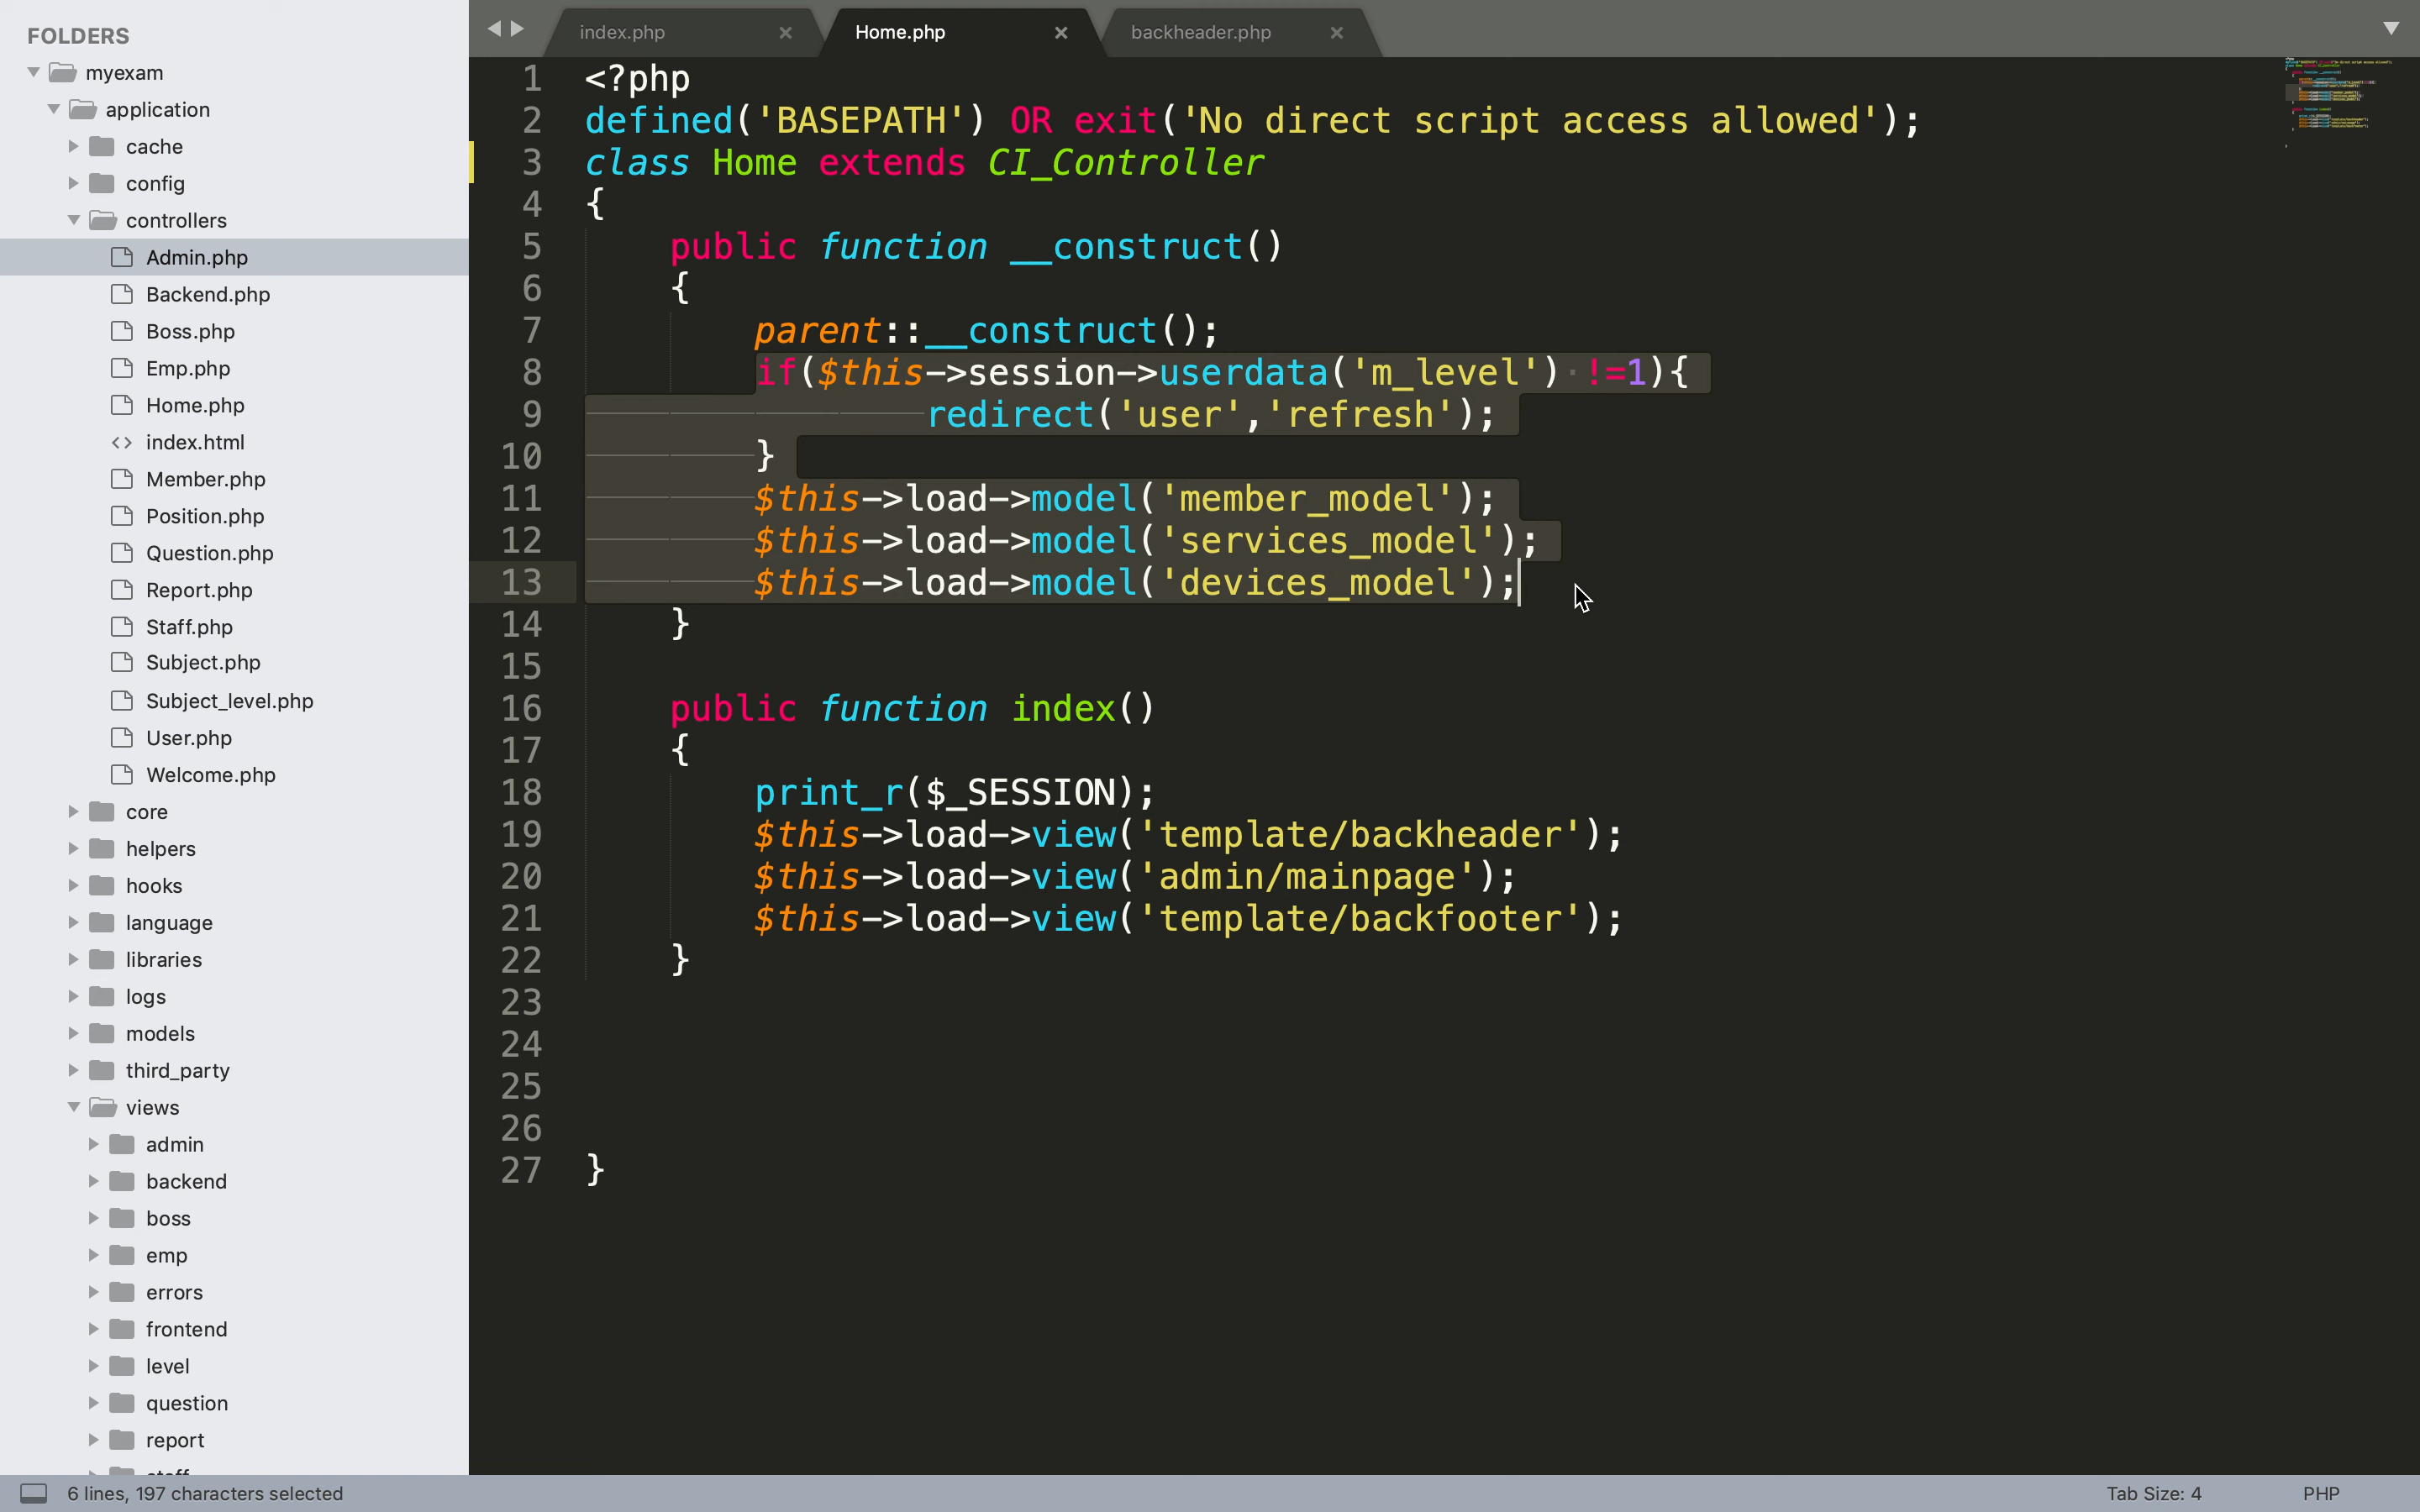 FOLDERS
myexam
application
cache
config
controllers
Admin.php
Backend.php
Boss.php
Emp.php
Home.php
index.html
Member.php
Position.php
Question.php
Report.php
Staff.php
Subject.php
Subject_level.php
User.php
Welcome.php
core
helpers
hooks
language
libraries
logs
models
third_party
views
admin
backend
boss
emp
errors
frontend
level
question
report
index.php
Home.php
backheader.php
1 <?php
2 defined('BASEPATH') OR exit('No direct script access allowed');
3 class Home extends CI_Controller
4 {
5 public function __construct()
6 {
7 parent::__construct();
8 if($this->session->userdata('m_level') !=1){
9 redirect('user','refresh');
10 }
11 $this->load->model('member_model');
12 $this->load->model('services_model');
13 $this->load->model('devices_model');
14 }
15
16 public function index()
17 {
18 print_r($_SESSION);
19 $this->load->view('template/backheader');
20 $this->load->view('admin/mainpage');
21 $this->load->view('template/backfooter');
22 }
23
24
25
26
27 }
6 lines, 197 characters selected
Tab Size: 4
PHP